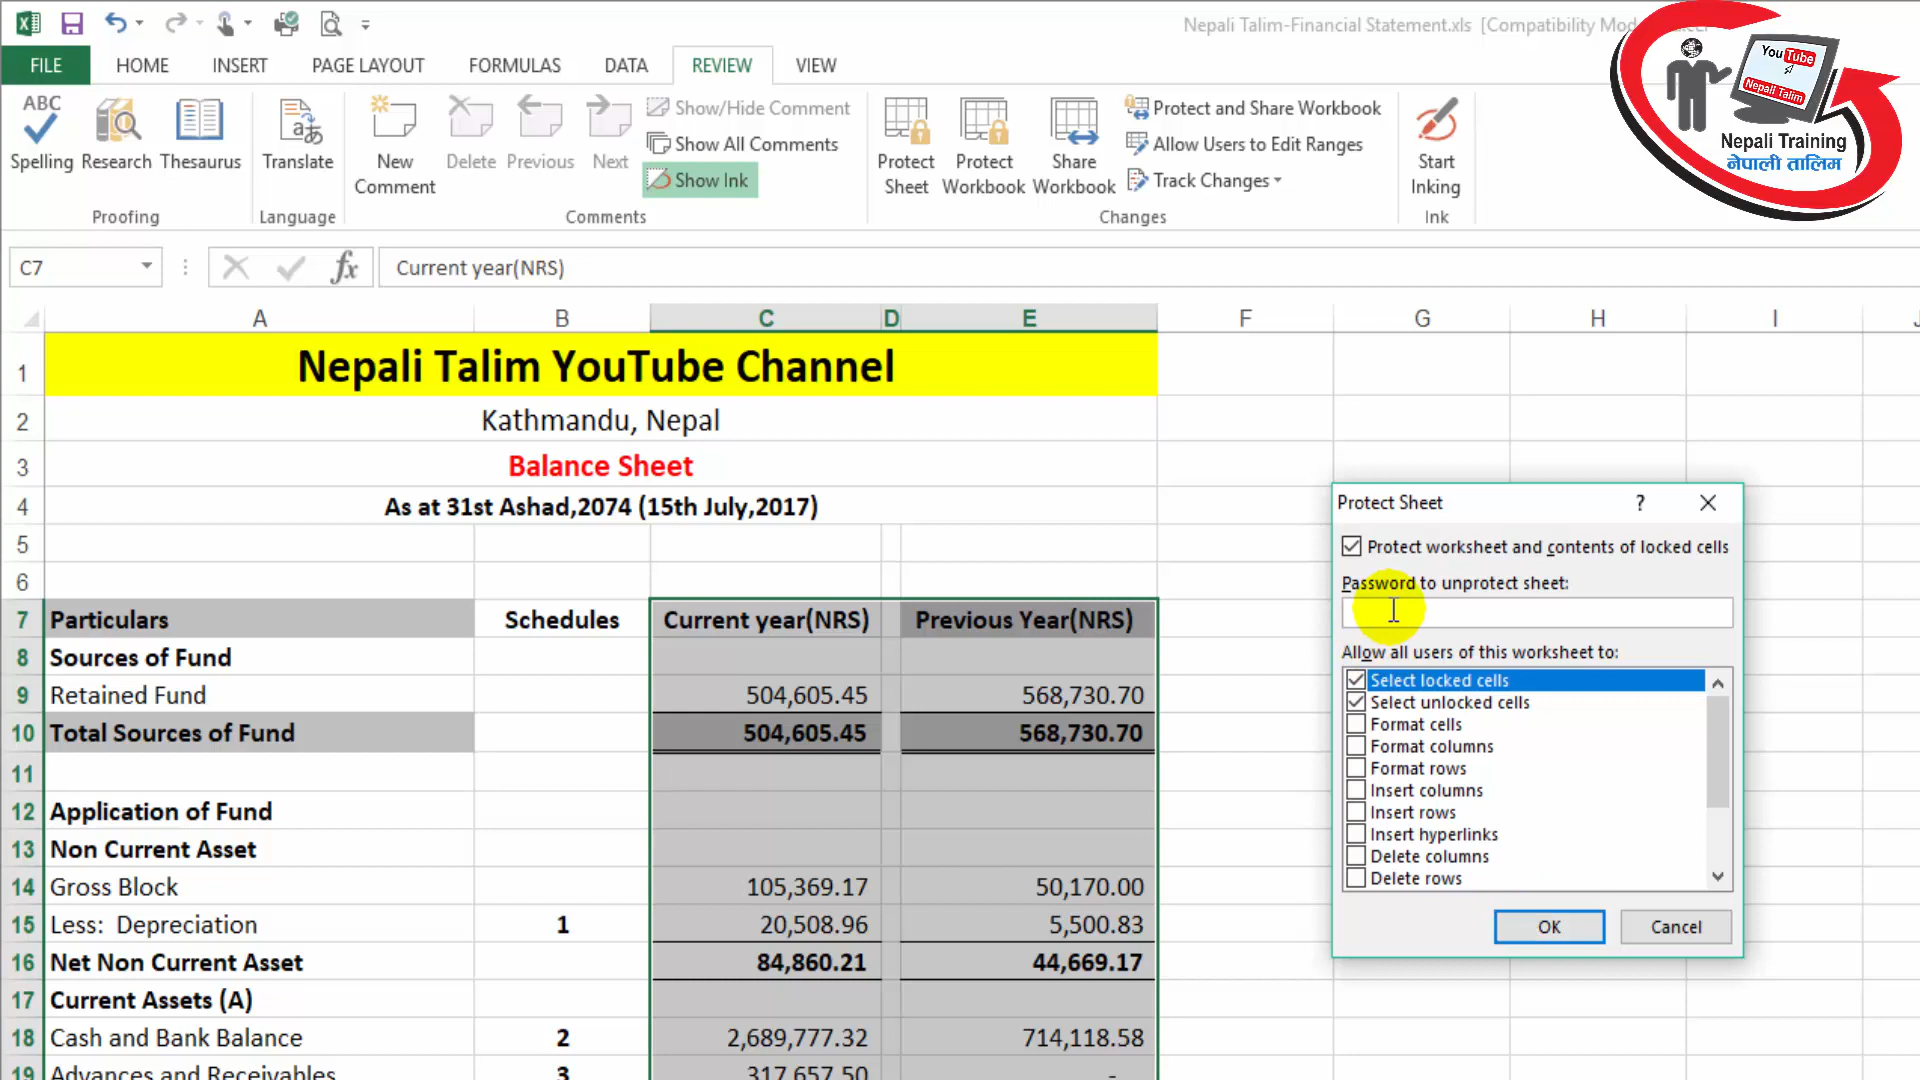 Nepali Talim-Financial Statement.xls [Compatibility Mod
FILE HOME INSERT PAGE LAYOUT FORMULAS DATA REVIEW VIEW
You Tube
Nepali Talim
Nepali Training
नेपाली तालिम
ABC
Spelling Research Thesaurus
Proofing
Translate
Language
New Comment
Delete Previous Next
Show/Hide Comment
Show All Comments
Show Ink
Comments
Protect Sheet
Protect Workbook
Share Workbook
Protect and Share Workbook
Allow Users to Edit Ranges
Track Changes
Changes
Start Inking
Ink
C7 fx Current year(NRS)
A B C D E F G H I J
1 Nepali Talim YouTube Channel
2 Kathmandu, Nepal
3 Balance Sheet
4 As at 31st Ashad,2074 (15th July,2017)
5
6
7 Particulars Schedules Current year(NRS) Previous Year(NRS)
8 Sources of Fund
9 Retained Fund 504,605.45 568,730.70
10 Total Sources of Fund 504,605.45 568,730.70
11
12 Application of Fund
13 Non Current Asset
14 Gross Block 105,369.17 50,170.00
15 Less: Depreciation 1 20,508.96 5,500.83
16 Net Non Current Asset 84,860.21 44,669.17
17 Current Assets (A)
18 Cash and Bank Balance 2 2,689,777.32 714,118.58
19 Advances and Receivables 3 317,657.50 -
Protect Sheet ?
Protect worksheet and contents of locked cells
Password to unprotect sheet:
Allow all users of this worksheet to:
Select locked cells
Select unlocked cells
Format cells
Format columns
Format rows
Insert columns
Insert rows
Insert hyperlinks
Delete columns
Delete rows
OK Cancel